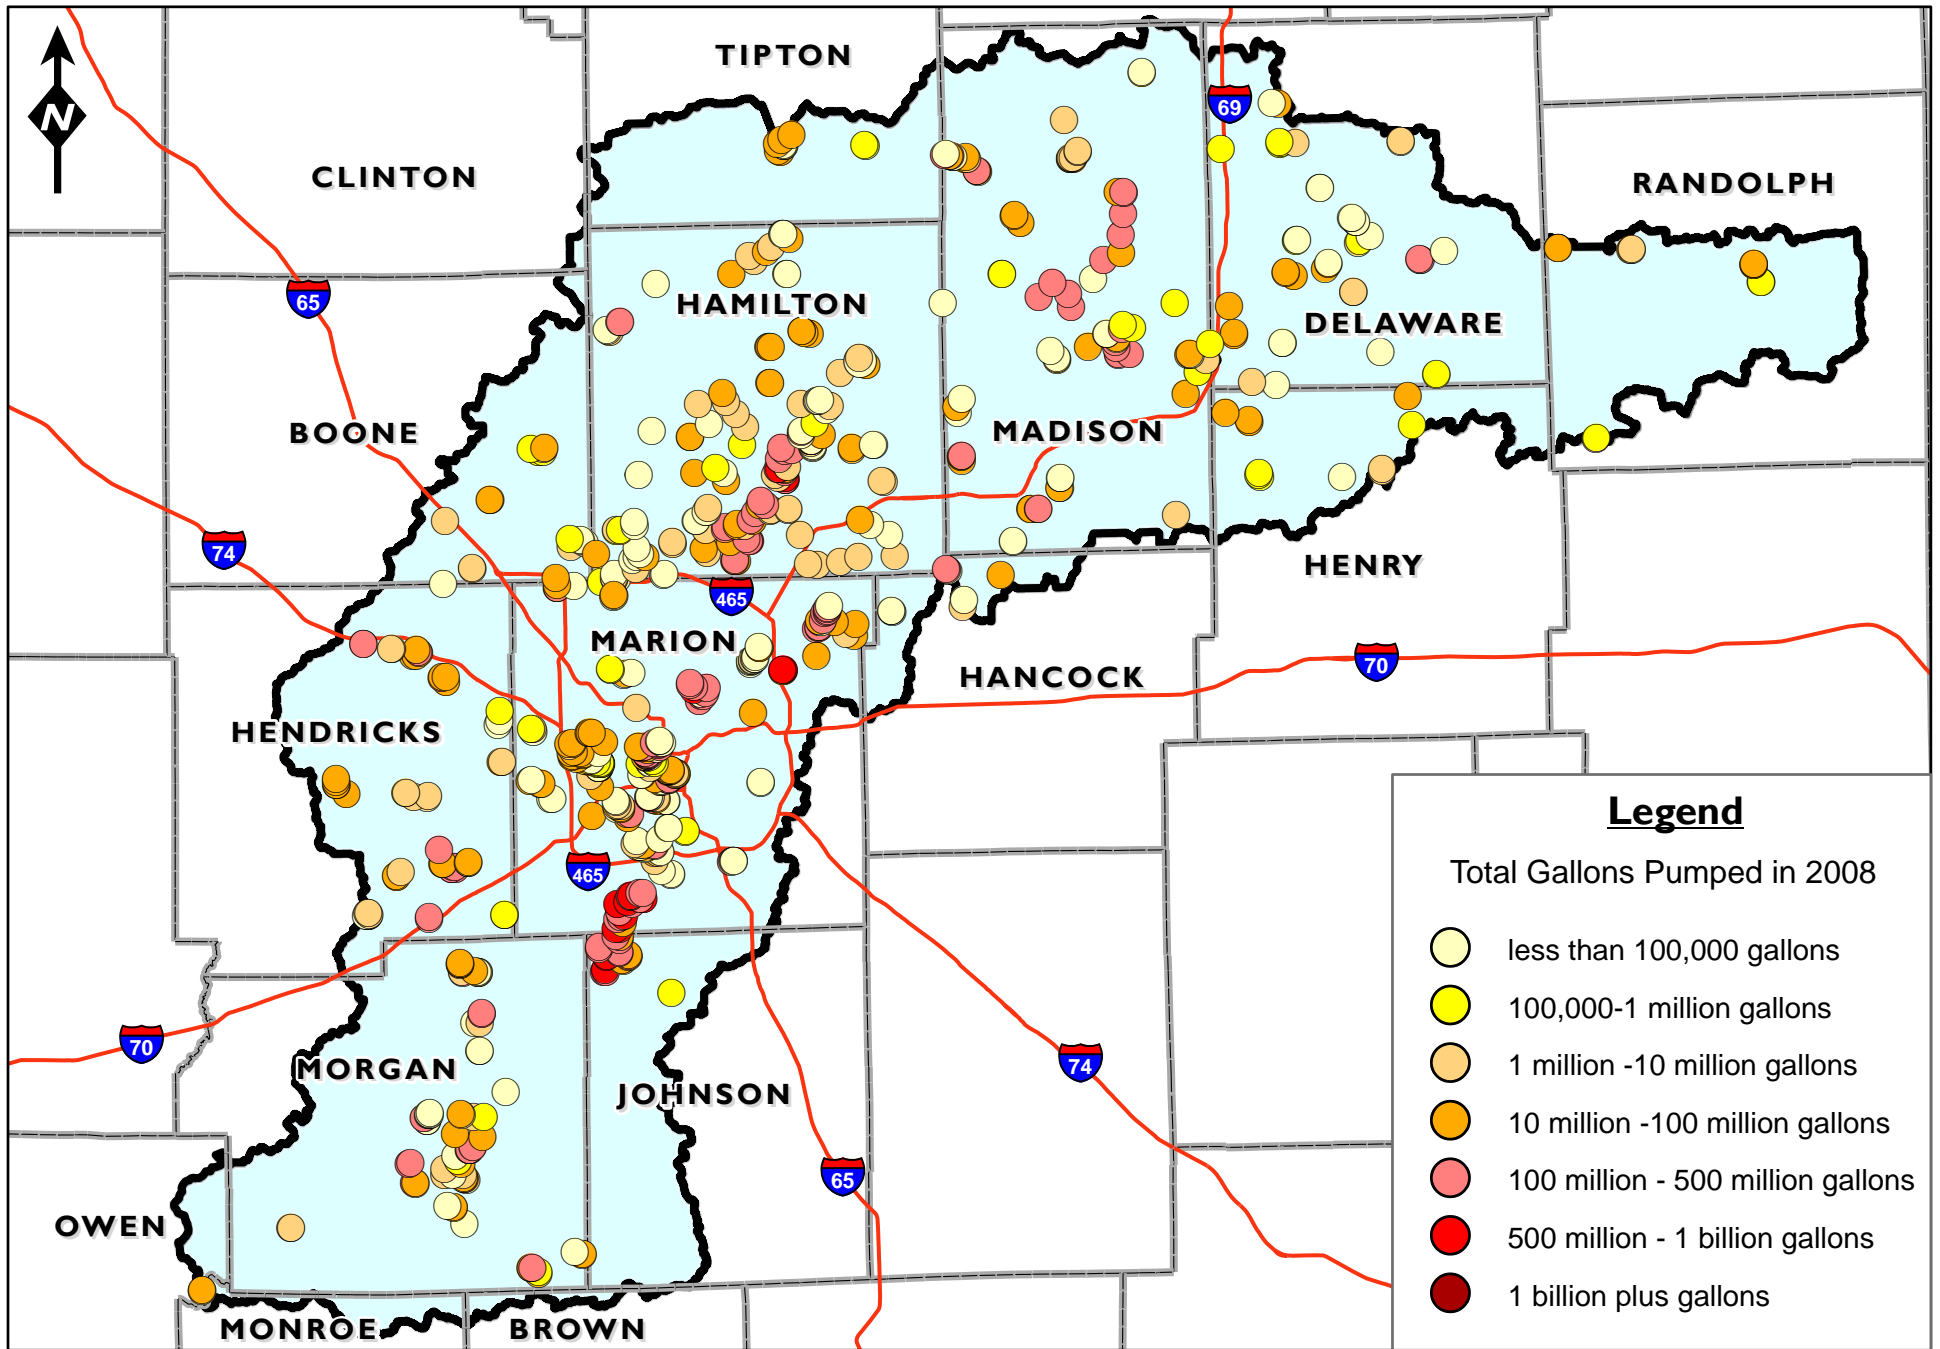 TIPTON
N
69
CLINTON
RANDOLPH
65
HAMILTON
DELAWARE
BOONE
MADISON
74
HENRY
465
MARION
70
HANCOCK
HENDRICKS
Legend
Total Gallons Pumped in 2008
less than 100,000 gallons
100,000-1 million gallons
1 million -10 million gallons
10 million -100 million gallons
100 million - 500 million gallons
500 million - 1 billion gallons
1 billion plus gallons
465
70
74
MORGAN
JOHNSON
65
OWEN
MONROE
BROWN